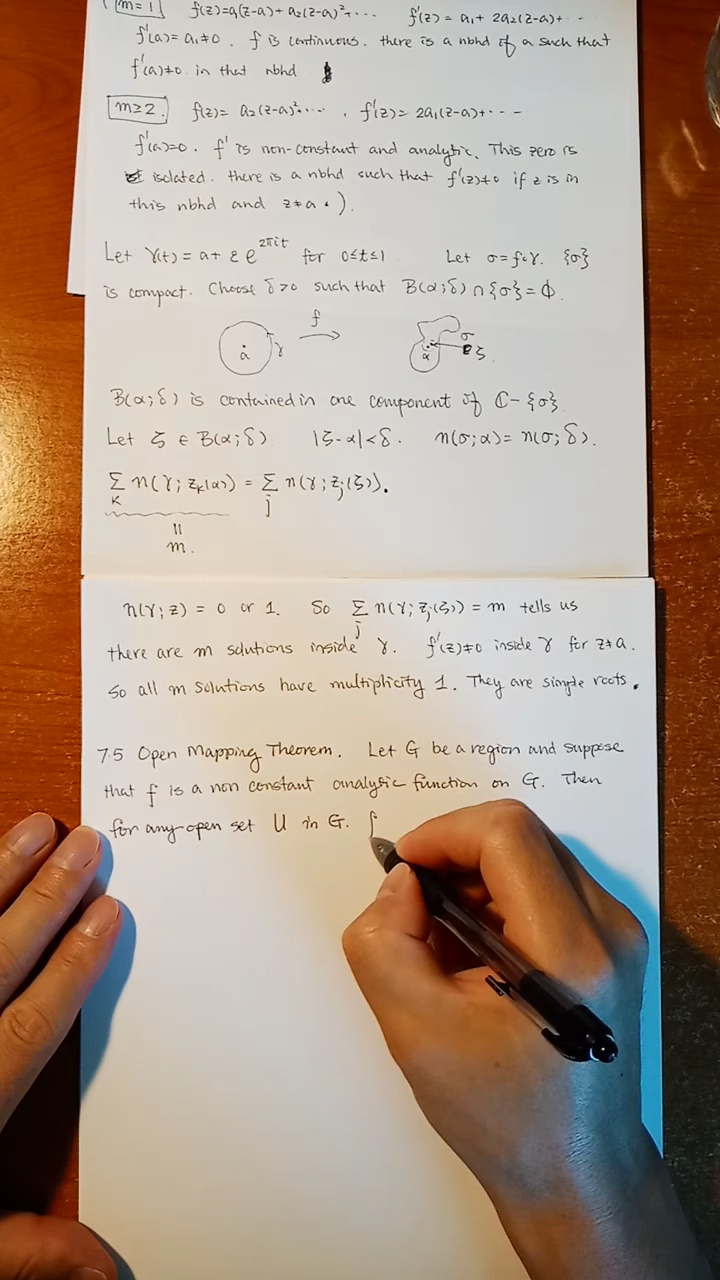 m=1 f(z)=a₁(z-a)+a₂(z-a)²+⋯ f'(z)=a₁+2a₂(z-a)+⋯
f'(a)=a₁≠0. f is continuous. there is a nbhd of a such that
f'(a)≠0 in that nbhd
m≥2. f(z)= a₂(z-a)²+⋯, f'(z)= 2a₁(z-a)+⋯
f'(a)=0. f' is non-constant and analytic. This zero is
isolated. there is a nbhd such that f'(z)≠0 if z is in
this nbhd and z≠a.).
Let γ(t)= a+ εe^{2πit} for 0≤t≤1 Let σ=f∘γ. {σ}
is compact. Choose δ>0 such that B(α;δ)∩{σ}=ϕ.
a γ f α σ ζ
B(α;δ) is contained in one component of ℂ-{σ}
Let ζ ∈ B(α;δ) |ζ-α|<δ. n(σ;α)= n(σ;δ).
∑_k n(γ; z_k(α)) = ∑_j n(γ; z_j(ζ)).
||
m.
n(γ;z) = 0 or 1. So ∑_j n(γ; z_j(ζ)) = m tells us
there are m solutions inside γ. f'(z)≠0 inside γ for z≠a.
So all m solutions have multiplicity 1. They are simple roots.
7.5 Open Mapping Theorem. Let G be a region and suppose
that f is a non constant analytic function on G. Then
for any open set U in G. f